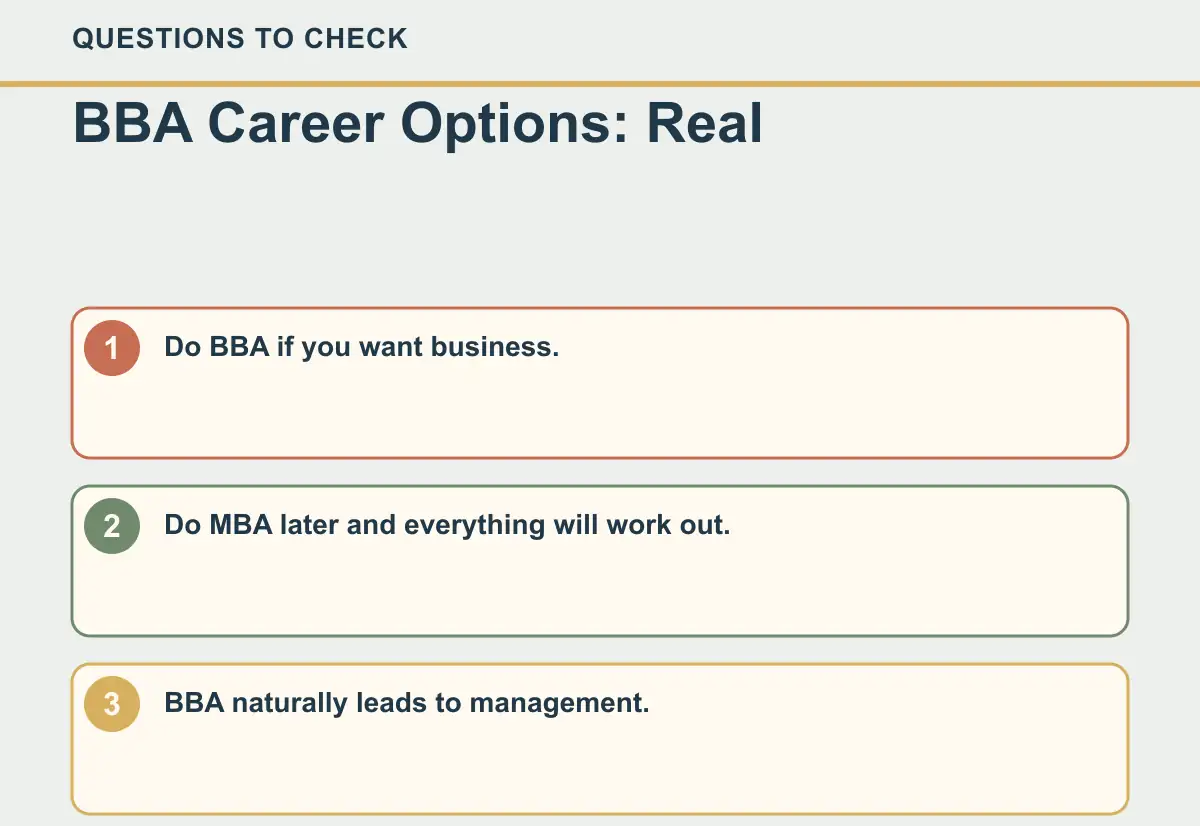 QUESTIONS TO CHECK
BBA Career Options: Real
1
Do BBA if you want business.
2
Do MBA later and everything will work out.
3
BBA naturally leads to management.